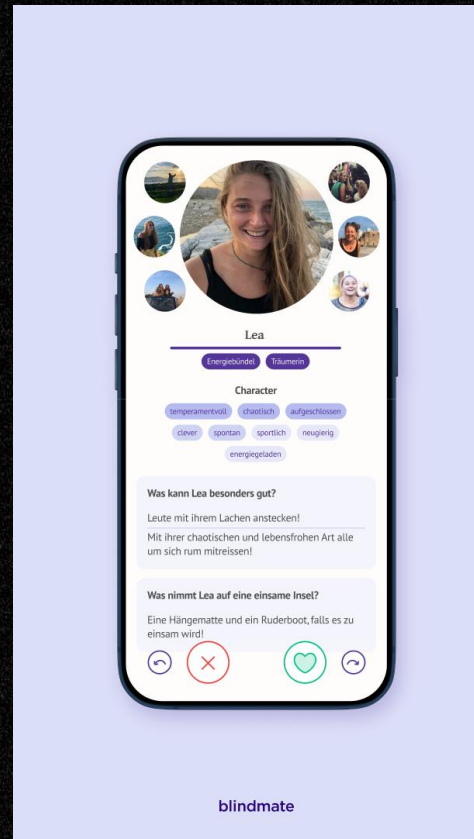 Lea
Energiebündel Träumerin
Character
temperamentvoll chaotisch aufgeschlossen
clever spontan sportlich neugierig
energiegeladen
Was kann Lea besonders gut?
Leute mit ihrem Lachen anstecken!
Mit ihrer chaotischen und lebensfrohen Art alle
um sich rum mitreissen!
Was nimmt Lea auf eine einsame Insel?
Eine Hängematte und ein Ruderboot, falls es zu
einsam wird!
blindmate